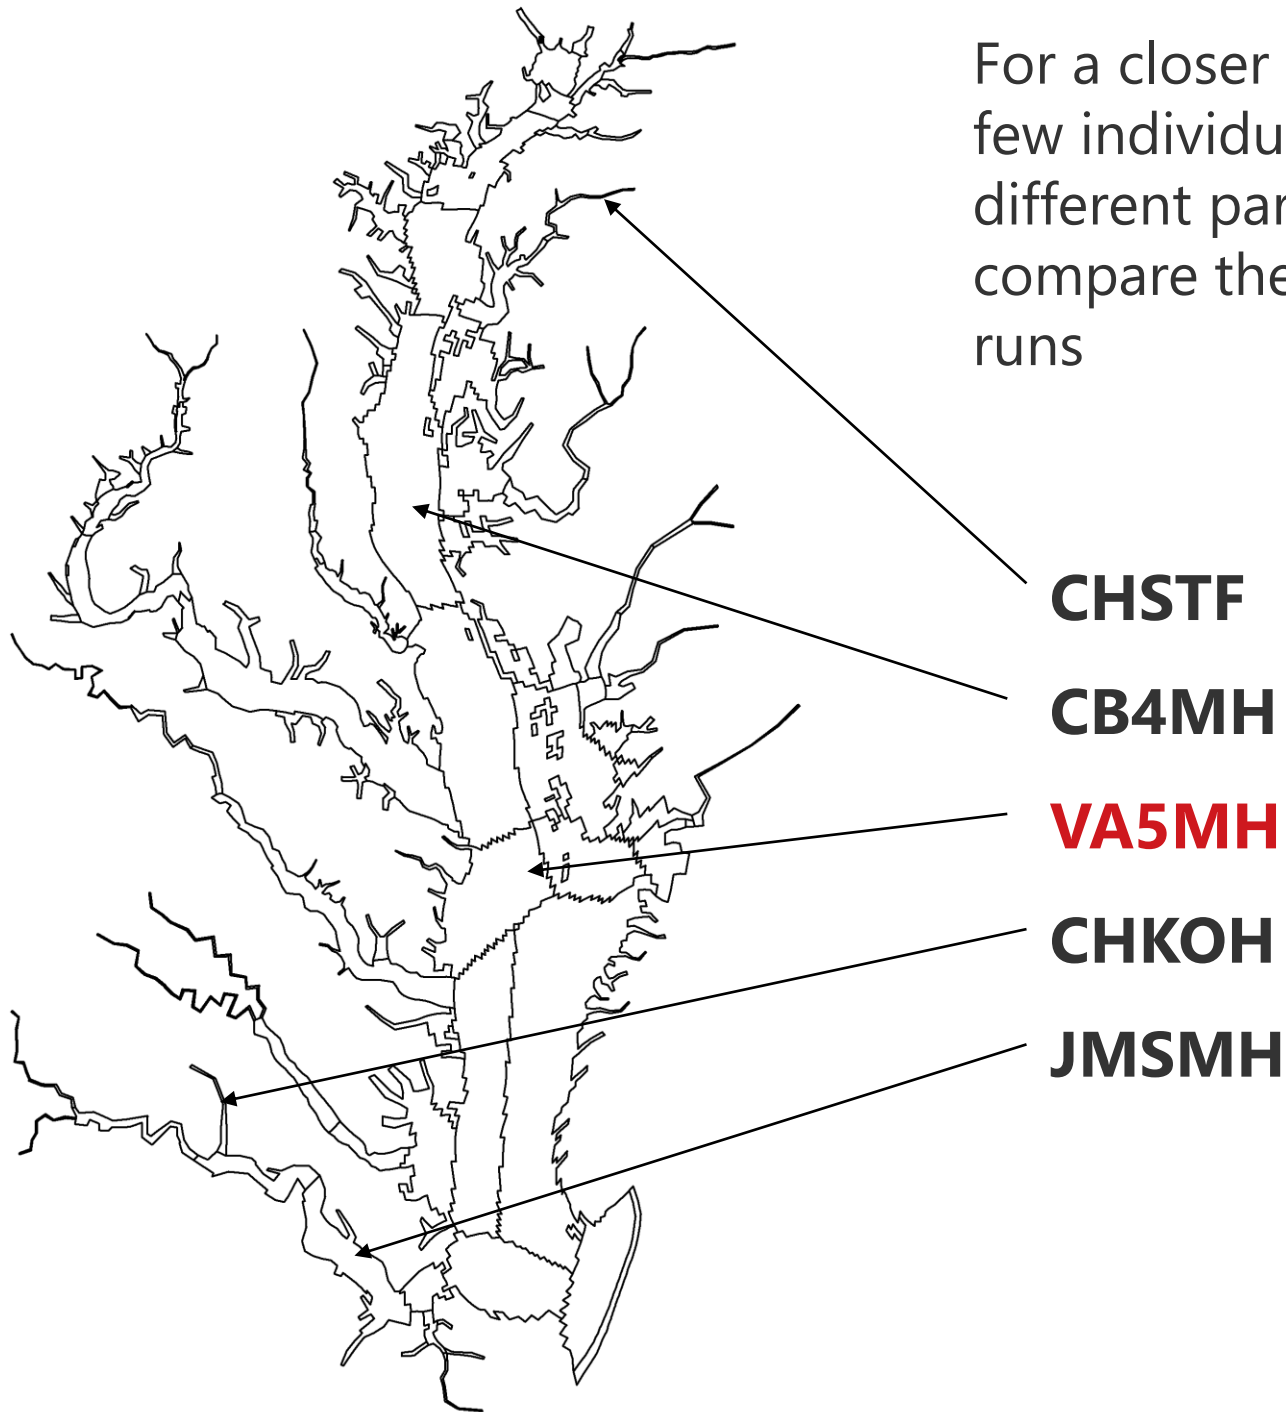 For a closer
few individu
different par
compare the
runs
CHSTF
CB4MH
VA5MH
CHKOH
JMSMH